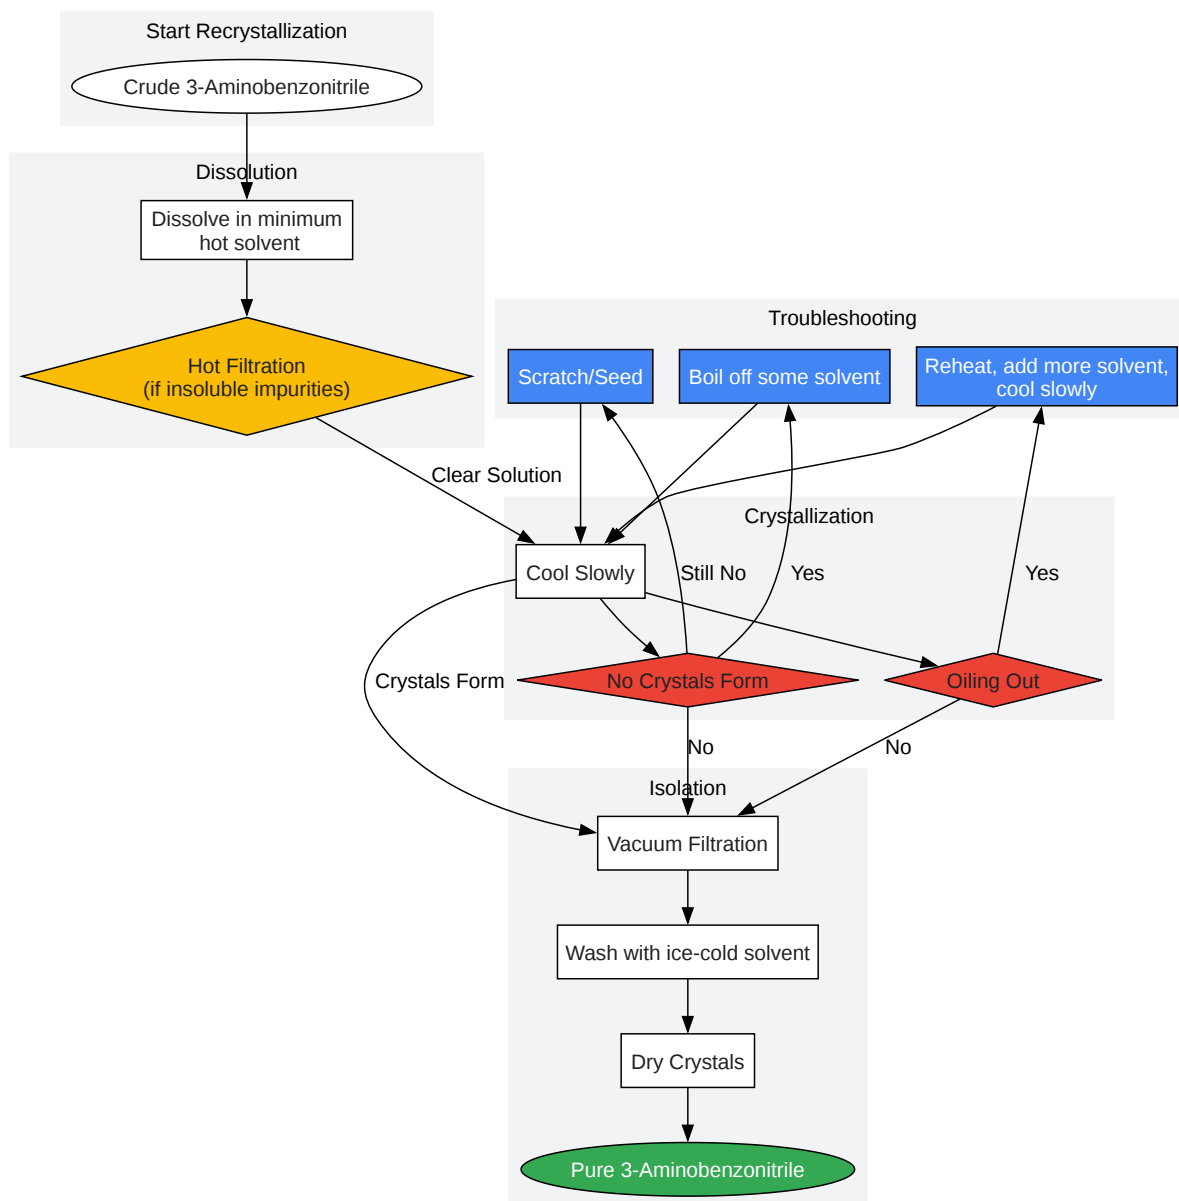 Start Recrystallization
Crude 3-Aminobenzonitrile
Dissolution
Dissolve in minimum
hot solvent
Hot Filtration
(if insoluble impurities)
Troubleshooting
Scratch/Seed
Boil off some solvent
Reheat, add more solvent,
cool slowly
Clear Solution
Crystallization
Cool Slowly
Still No
Yes
Yes
Crystals Form
No Crystals Form
Oiling Out
No
No
Isolation
Vacuum Filtration
Wash with ice-cold solvent
Dry Crystals
Pure 3-Aminobenzonitrile